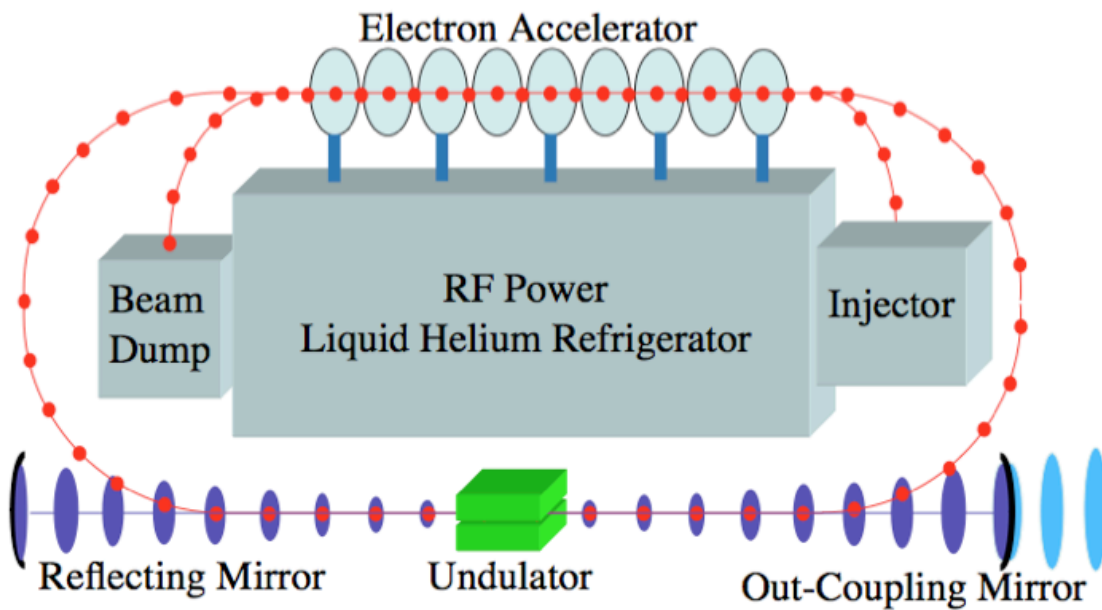 Electron Accelerator
RF Power
Liquid Helium Refrigerator
Beam
Dump
Injector
Reflecting Mirror
Undulator
Out-Coupling Mirror